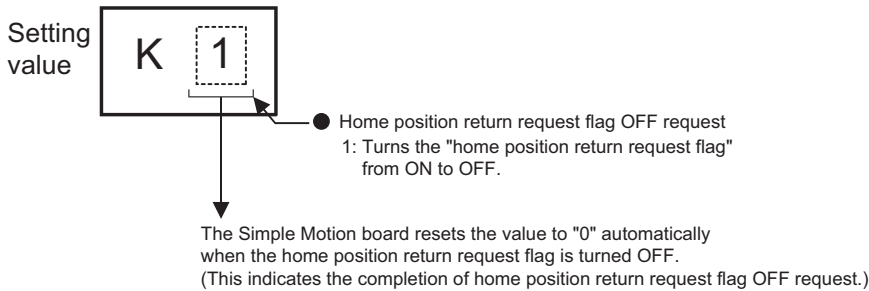 Setting
value
K 1
● Home position return request flag OFF request
1: Turns the "home position return request flag"
from ON to OFF.
The Simple Motion board resets the value to "0" automatically
when the home position return request flag is turned OFF.
(This indicates the completion of home position return request flag OFF request.)